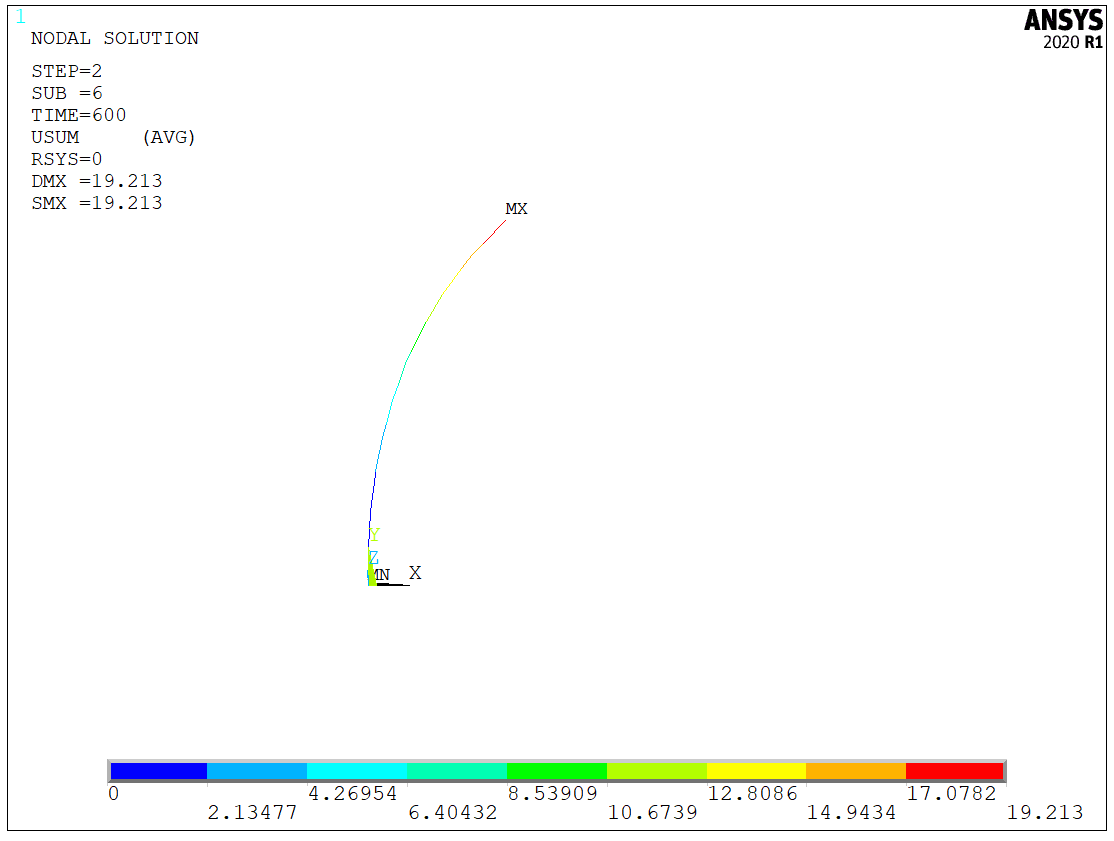 1
ANSYS
2020 R1
NODAL SOLUTION
STEP=2
SUB =6
TIME=600
USUM (AVG)
RSYS=0
DMX =19.213
SMX =19.213
MX
Y
Z
MN X
0 4.26954 8.53909 12.8086 17.0782
2.13477 6.40432 10.6739 14.9434 19.213